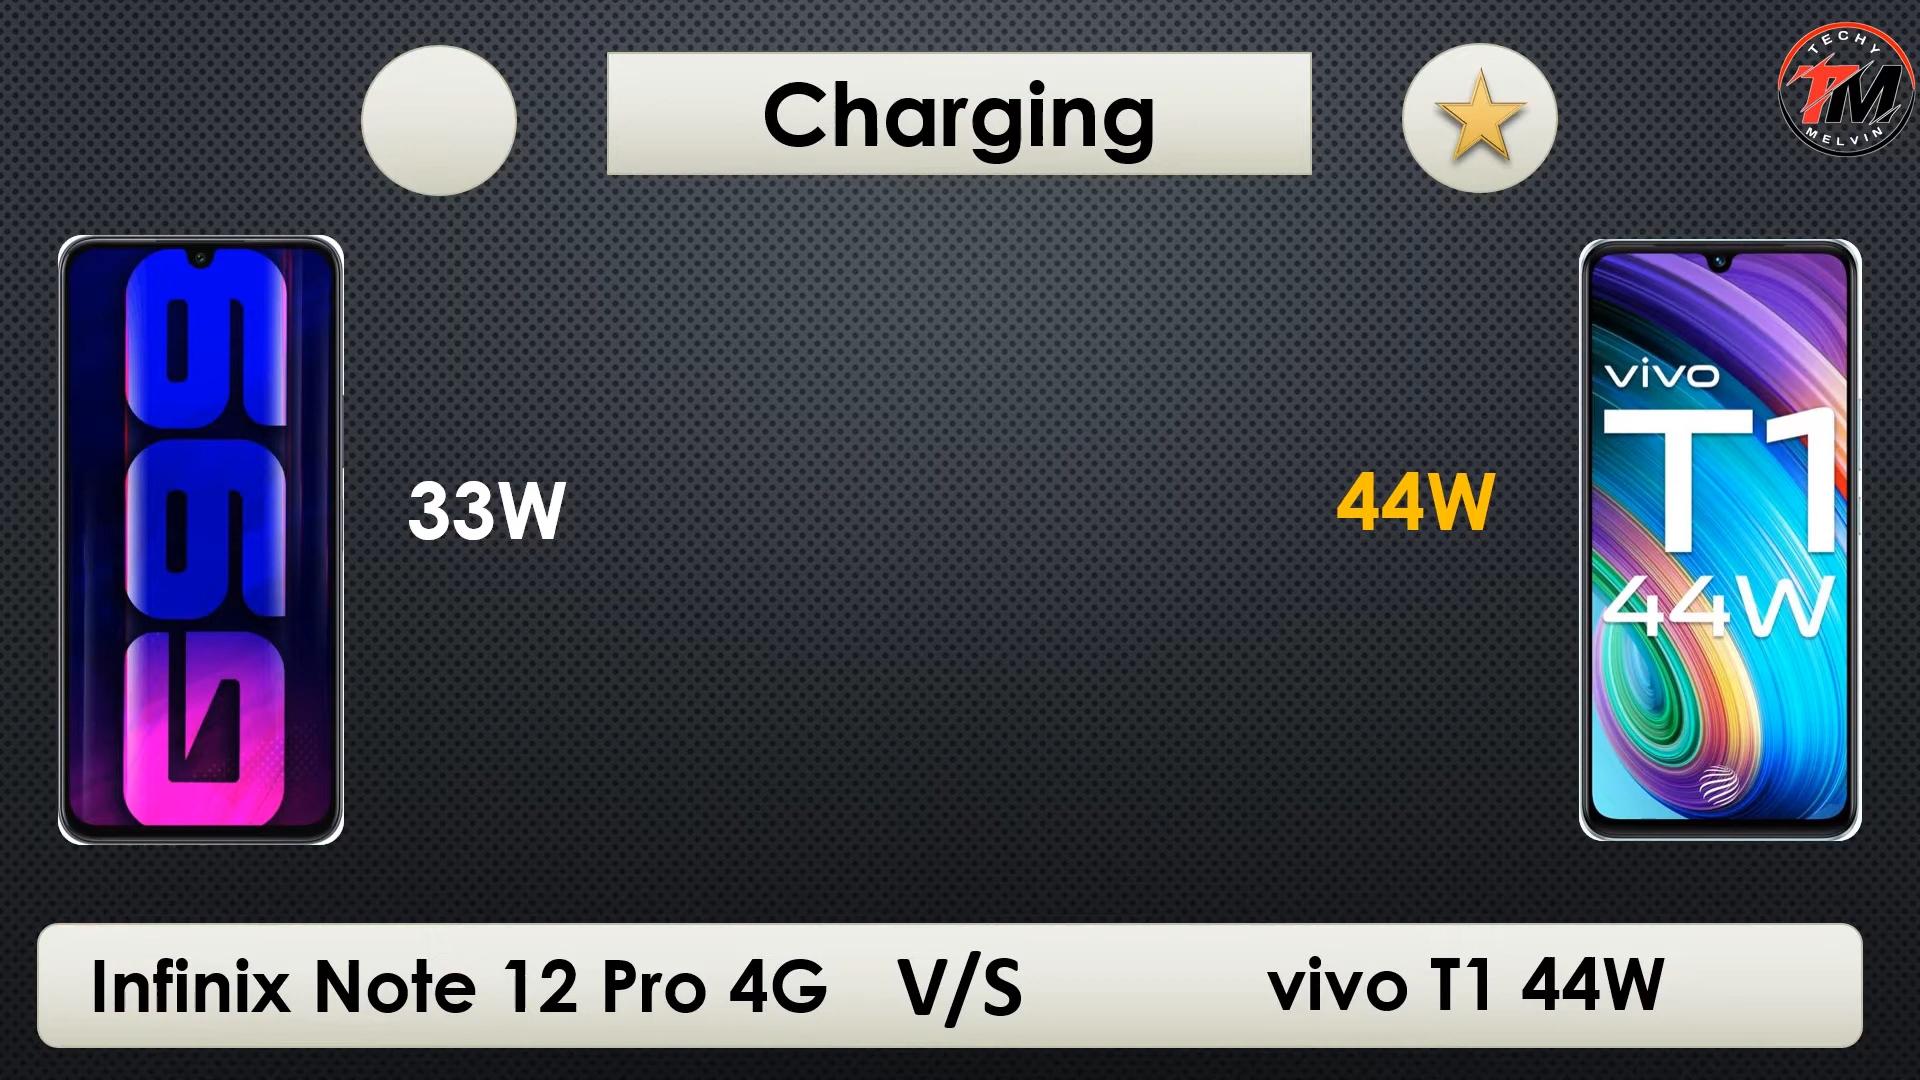 Charging
TECHY
TM
MELVIN
33W
44W
vivo
T1
44W
Infinix Note 12 Pro 4G V/S vivo T1 44W